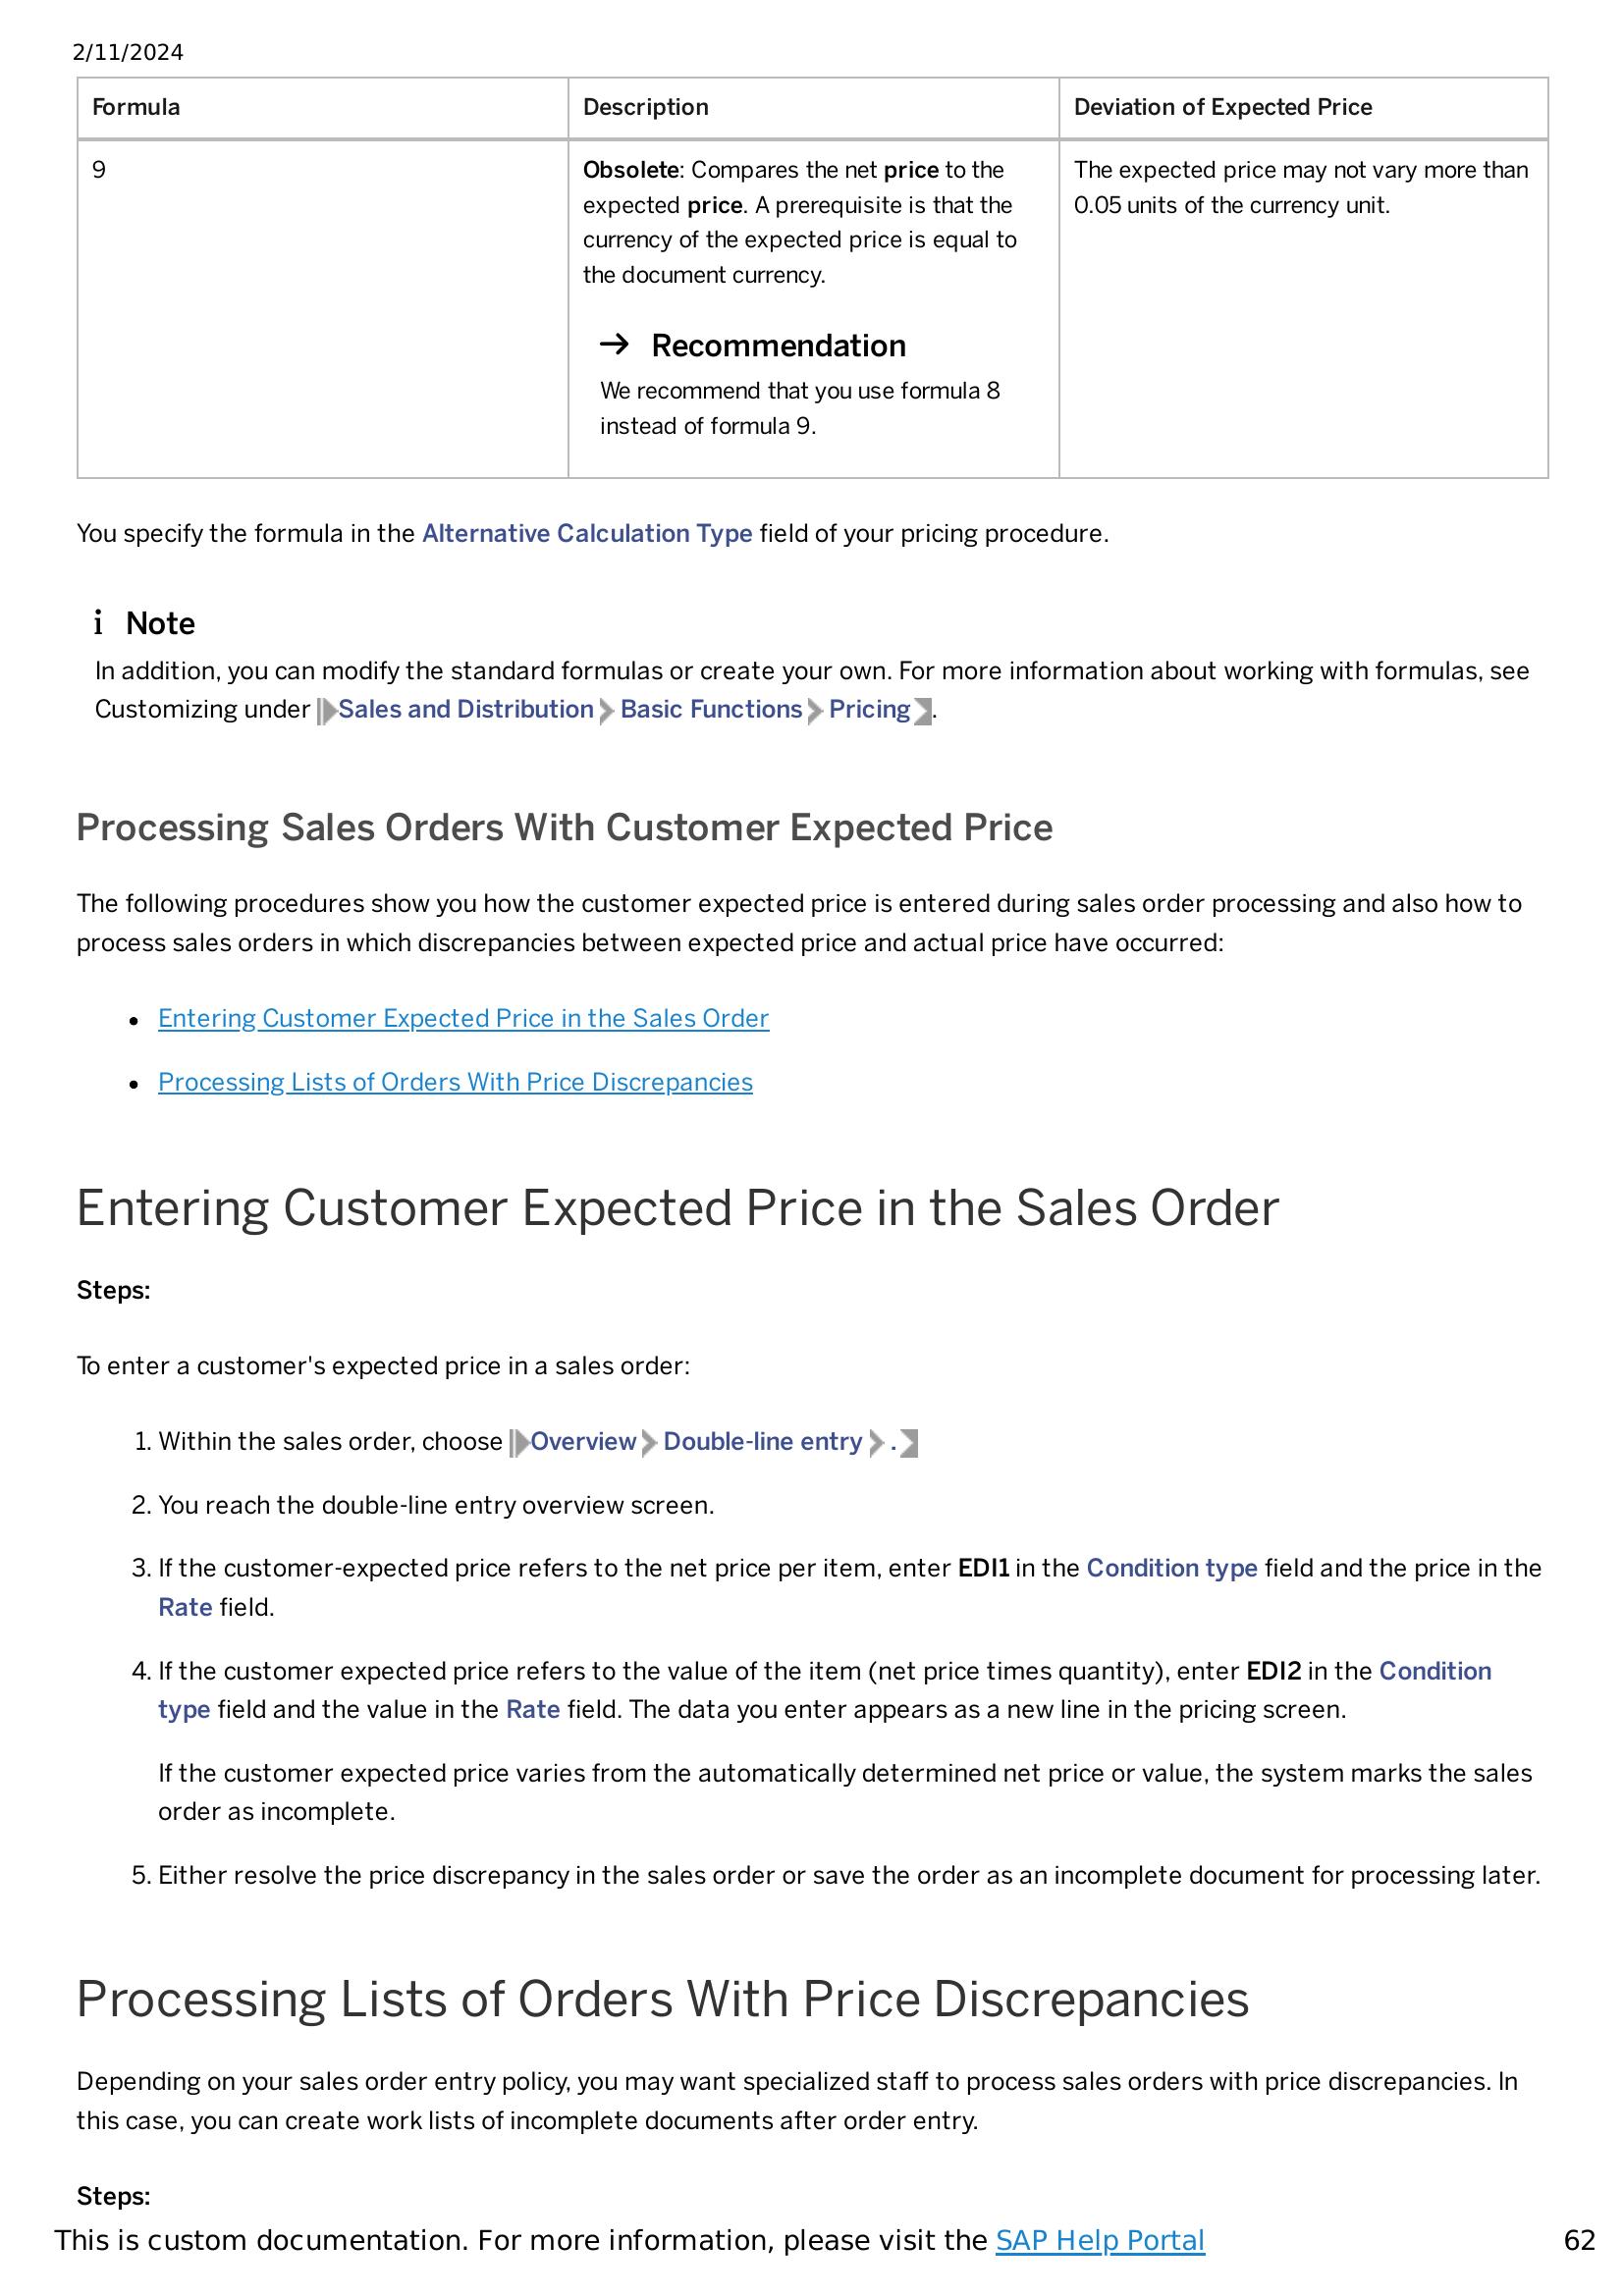 2/11/2024
Formula
Description
Deviation of Expected Price
9
Obsolete: Compares the net price to the
expected price. A prerequisite is that the
currency of the expected price is equal to
the document currency.
→ Recommendation
We recommend that you use formula 8
instead of formula 9.
The expected price may not vary more than
0.05 units of the currency unit.
You specify the formula in the Alternative Calculation Type field of your pricing procedure.
i Note
In addition, you can modify the standard formulas or create your own. For more information about working with formulas, see
Customizing under Sales and Distribution Basic Functions Pricing .
Processing Sales Orders With Customer Expected Price
The following procedures show you how the customer expected price is entered during sales order processing and also how to
process sales orders in which discrepancies between expected price and actual price have occurred:
• Entering Customer Expected Price in the Sales Order
• Processing Lists of Orders With Price Discrepancies
Entering Customer Expected Price in the Sales Order
Steps:
To enter a customer's expected price in a sales order:
1. Within the sales order, choose Overview Double-line entry .
2. You reach the double-line entry overview screen.
3. If the customer-expected price refers to the net price per item, enter EDI1 in the Condition type field and the price in the
Rate field.
4. If the customer expected price refers to the value of the item (net price times quantity), enter EDI2 in the Condition
type field and the value in the Rate field. The data you enter appears as a new line in the pricing screen.
If the customer expected price varies from the automatically determined net price or value, the system marks the sales
order as incomplete.
5. Either resolve the price discrepancy in the sales order or save the order as an incomplete document for processing later.
Processing Lists of Orders With Price Discrepancies
Depending on your sales order entry policy, you may want specialized staff to process sales orders with price discrepancies. In
this case, you can create work lists of incomplete documents after order entry.
Steps:
This is custom documentation. For more information, please visit the SAP Help Portal
62